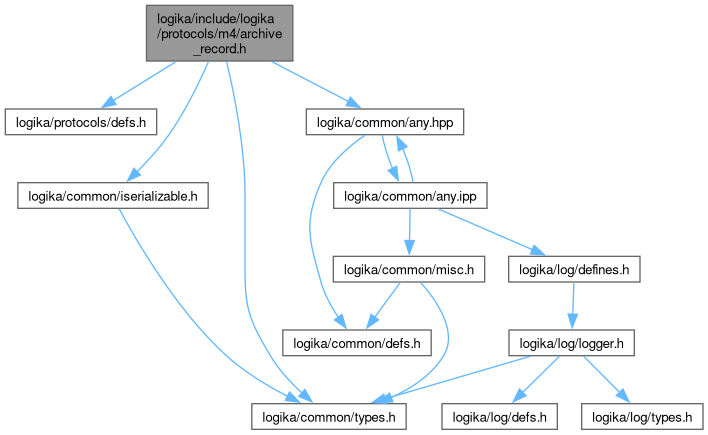 logika/include/logika
/protocols/m4/archive
_record.h
logika/protocols/defs.h
logika/common/any.hpp
logika/common/iserializable.h
logika/common/any.ipp
logika/common/misc.h
logika/log/defines.h
logika/common/defs.h
logika/log/logger.h
logika/common/types.h
logika/log/defs.h
logika/log/types.h